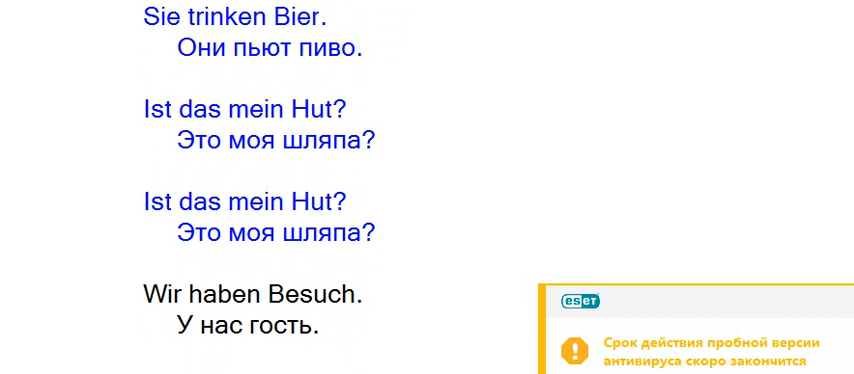 Sie trinken Bier.
Они пьют пиво.
Ist das mein Hut?
Это моя шляпа?
Ist das mein Hut?
Это моя шляпа?
Wir haben Besuch.
У нас гость.
eset
Срок действия пробной версии
антивируса скоро закончится